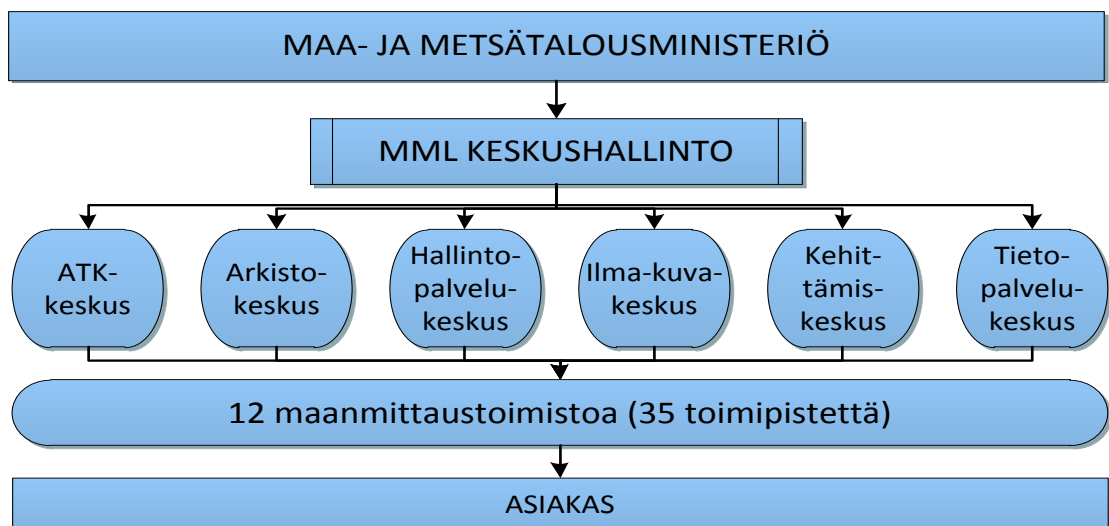 MAA- JA METSÄTALOUSMINISTERIÖ
MML KESKUSHALLINTO
ATK-
keskus
Arkisto-
keskus
Hallinto-
palvelu-
keskus
Ilma-kuva-
keskus
Kehit-
tämis-
keskus
Tieto-
palvelu-
keskus
12 maanmittaustoimistoa (35 toimipistettä)
ASIAKAS